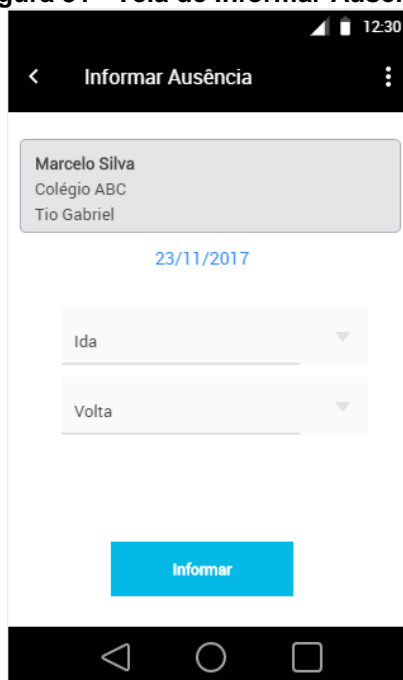 12:30
Informar Ausência
Marcelo Silva
Colégio ABC
Tio Gabriel
23/11/2017
Ida
Volta
Informar